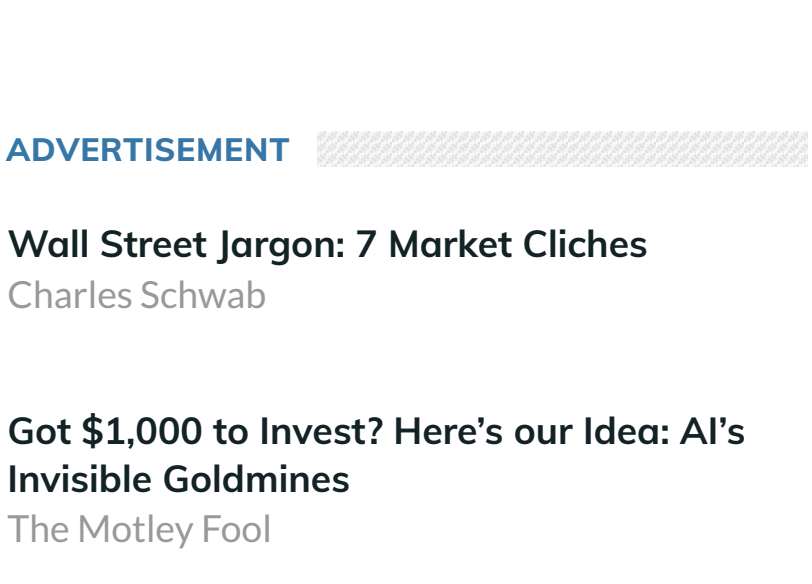 ADVERTISEMENT
Wall Street Jargon: 7 Market Cliches
Charles Schwab
Got $1,000 to Invest? Here’s our Idea: AI’s
Invisible Goldmines
The Motley Fool